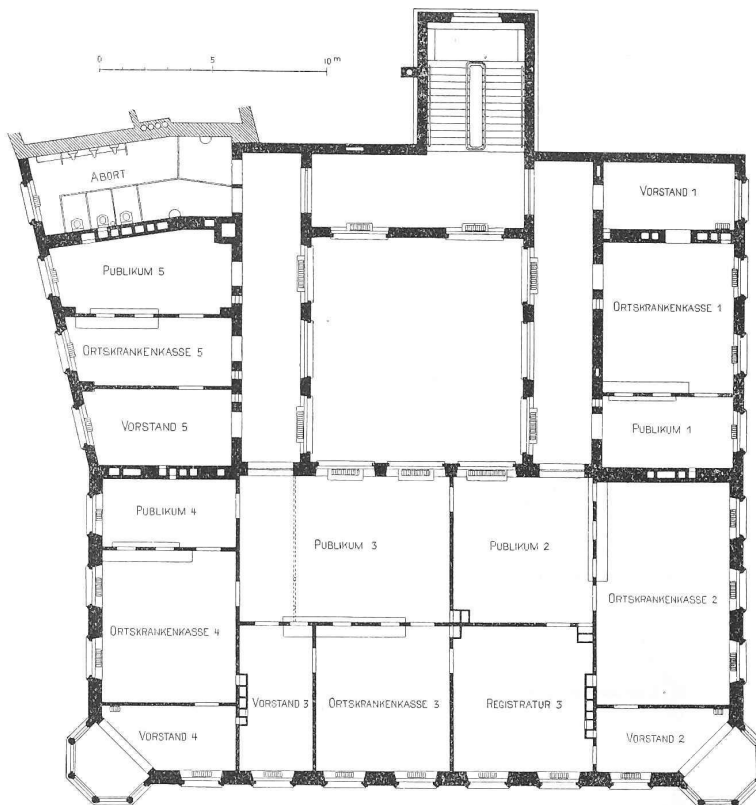 0 5 10 m
ABORT
VORSTAND 1
PUBLIKUM 5
ORTSKRANKENKASSE 1
ORTSKRANKENKASSE 5
VORSTAND 5
PUBLIKUM 1
PUBLIKUM 4
PUBLIKUM 3
PUBLIKUM 2
ORTSKRANKENKASSE 2
ORTSKRANKENKASSE 4
VORSTAND 3
ORTSKRANKENKASSE 3
REGISTRATUR 3
VORSTAND 4
VORSTAND 2